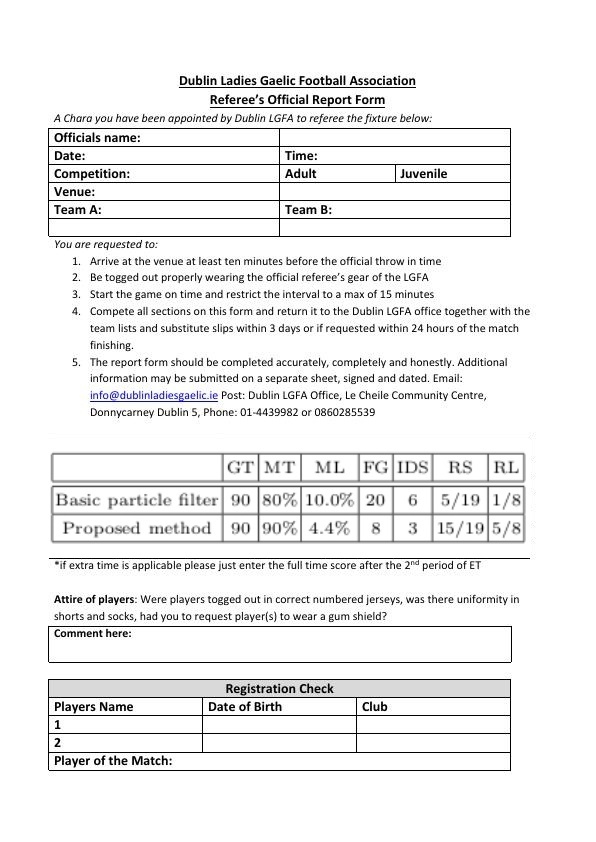 Dublin Ladies Gaelic Football Association
Referee's Official Report Form
A Chara you have been appointed by Dublin LGFA to referee the fixture below:
Officials name:
Date: Time:
Competition: Adult Juvenile
Venue:
Team A: Team B:
You are requested to:
1. Arrive at the venue at least ten minutes before the official throw in time
2. Be togged out properly wearing the official referee's gear of the LGFA
3. Start the game on time and restrict the interval to a max of 15 minutes
4. Compete all sections on this form and return it to the Dublin LGFA office together with the
team lists and substitute slips within 3 days or if requested within 24 hours of the match
finishing.
5. The report form should be completed accurately, completely and honestly. Additional
information may be submitted on a separate sheet, signed and dated. Email:
info@dublinladiesgaelic.ie Post: Dublin LGFA Office, Le Cheile Community Centre,
Donnycarney Dublin 5, Phone: 01-4439982 or 0860285539
GT MT ML FG IDS RS RL
Basic particle filter 90 80% 10.0% 20 6 5/19 1/8
Proposed method 90 90% 4.4% 8 3 15/19 5/8
*if extra time is applicable please just enter the full time score after the 2nd period of ET
Attire of players: Were players togged out in correct numbered jerseys, was there uniformity in
shorts and socks, had you to request player(s) to wear a gum shield?
Comment here:
Registration Check
Players Name Date of Birth Club
1
2
Player of the Match: